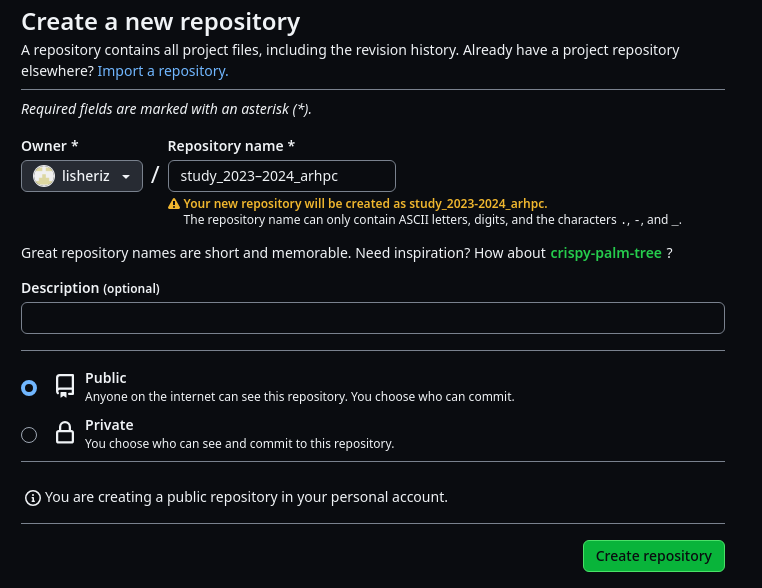 Create a new repository
A repository contains all project files, including the revision history. Already have a project repository
elsewhere? Import a repository.
Required fields are marked with an asterisk (*).
Owner * Repository name *
lisheriz / study_2023–2024_arhpc
Your new repository will be created as study_2023-2024_arhpc.
The repository name can only contain ASCII letters, digits, and the characters ., -, and _.
Great repository names are short and memorable. Need inspiration? How about crispy-palm-tree ?
Description (optional)
Public
Anyone on the internet can see this repository. You choose who can commit.
Private
You choose who can see and commit to this repository.
You are creating a public repository in your personal account.
Create repository